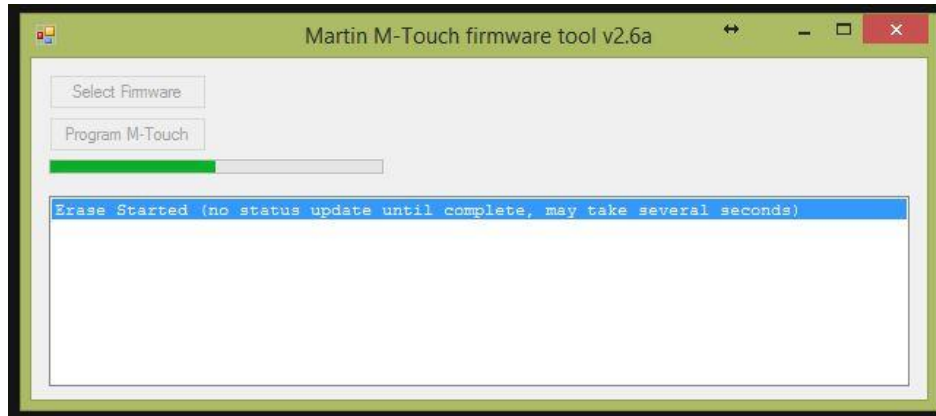 Martin M-Touch firmware tool v2.6a
Select Firmware
Program M-Touch
Erase Started (no status update until complete, may take several seconds)